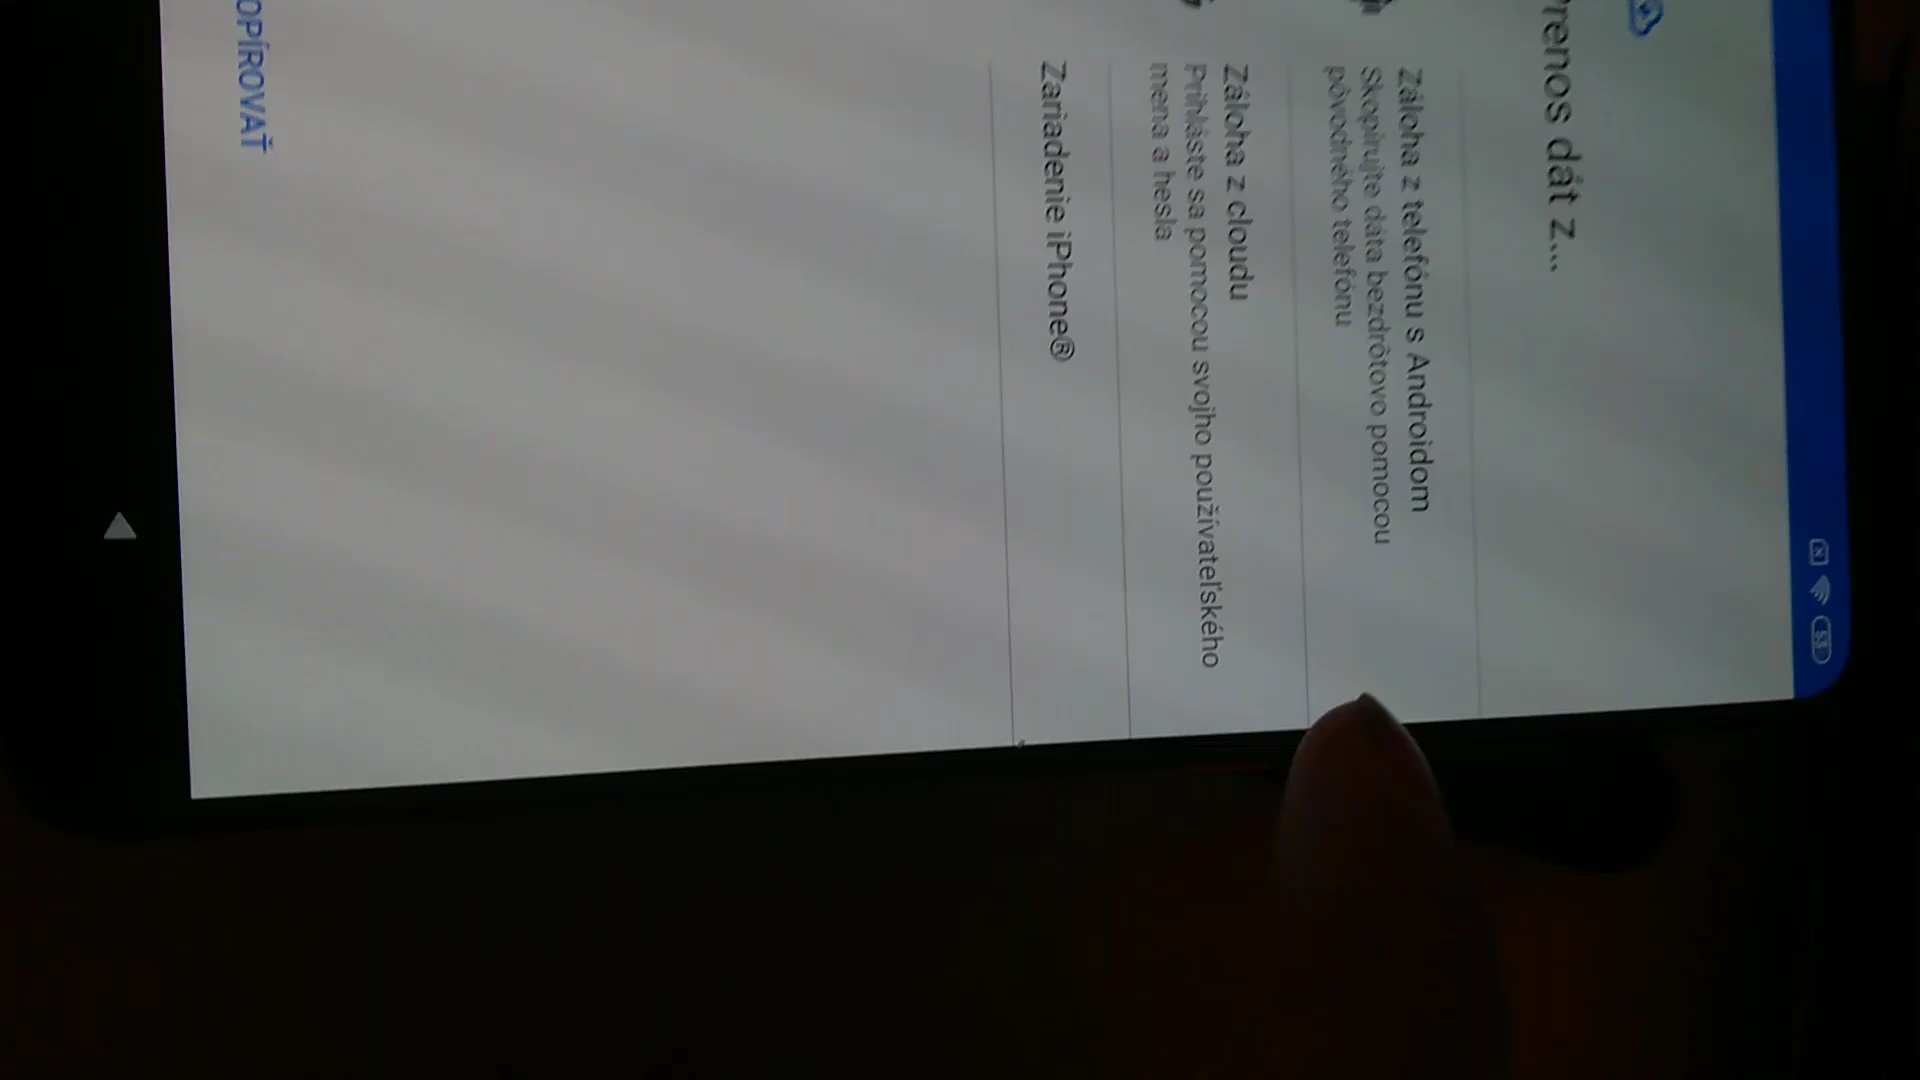 53
Prenos dát z...
Záloha z telefónu s Androidom
Skopírujte dáta bezdrôtovo pomocou
pôvodného telefónu
Záloha z cloudu
Prihláste sa pomocou svojho používateľského
mena a hesla
Zariadenie iPhone®
OPÍROVAŤ